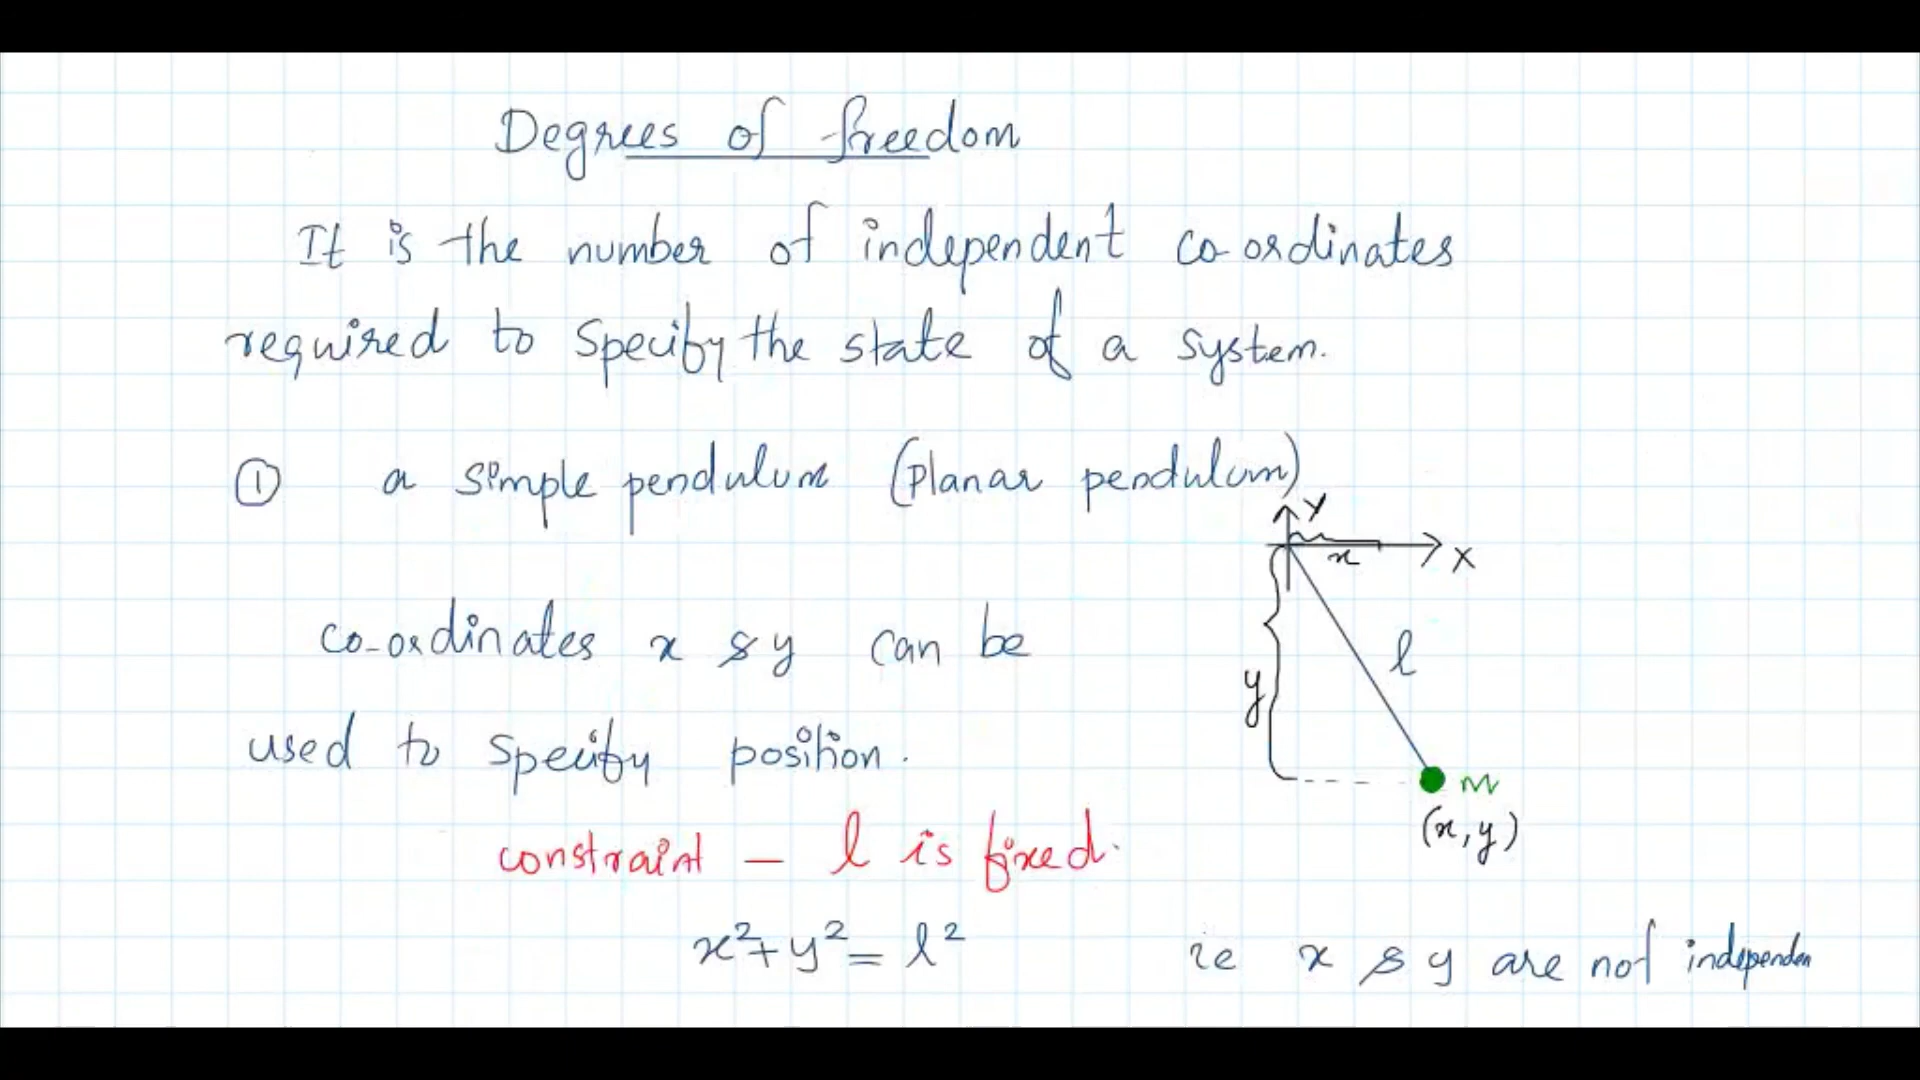 Degrees of freedom
It is the number of independent co-ordinates
required to specify the state of a system.
① a simple pendulum (planar pendulum)
Y
x
X
co-ordinates x & y can be
l
y
used to specify position.
m
(x, y)
constraint – l is fixed.
x² + y² = l² ie x & y are not independen